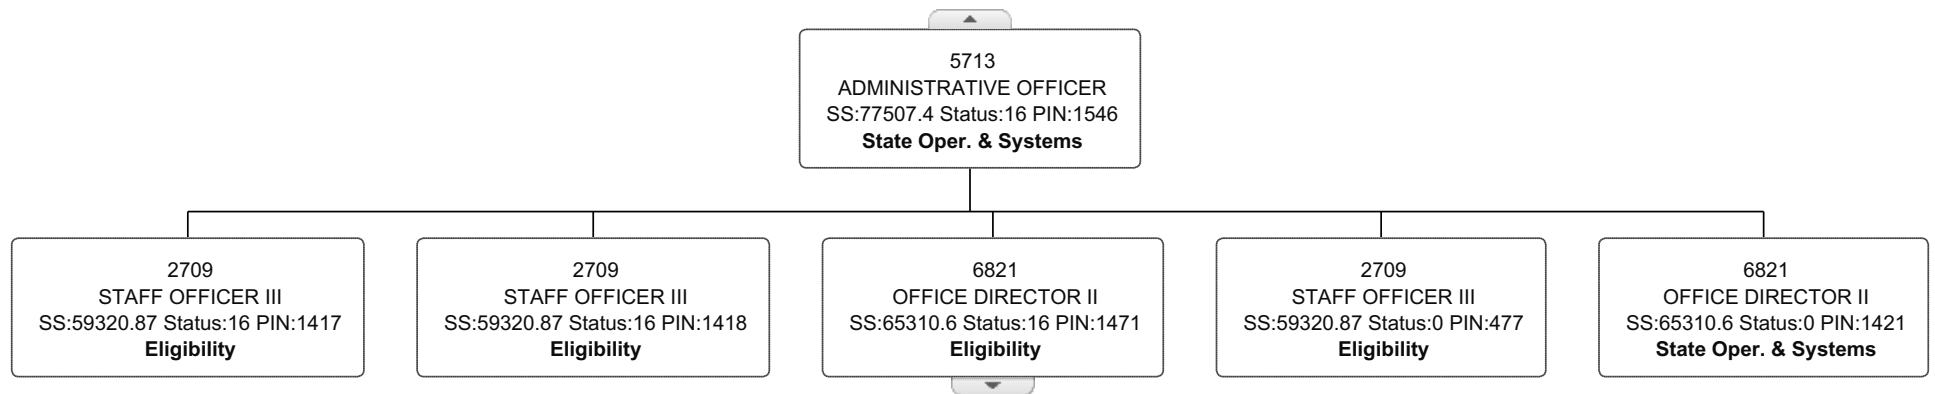 5713
ADMINISTRATIVE OFFICER
SS:77507.4 Status:16 PIN:1546
State Oper. & Systems
2709
STAFF OFFICER III
SS:59320.87 Status:16 PIN:1417
Eligibility
2709
STAFF OFFICER III
SS:59320.87 Status:16 PIN:1418
Eligibility
6821
OFFICE DIRECTOR II
SS:65310.6 Status:16 PIN:1471
Eligibility
2709
STAFF OFFICER III
SS:59320.87 Status:0 PIN:477
Eligibility
6821
OFFICE DIRECTOR II
SS:65310.6 Status:0 PIN:1421
State Oper. & Systems